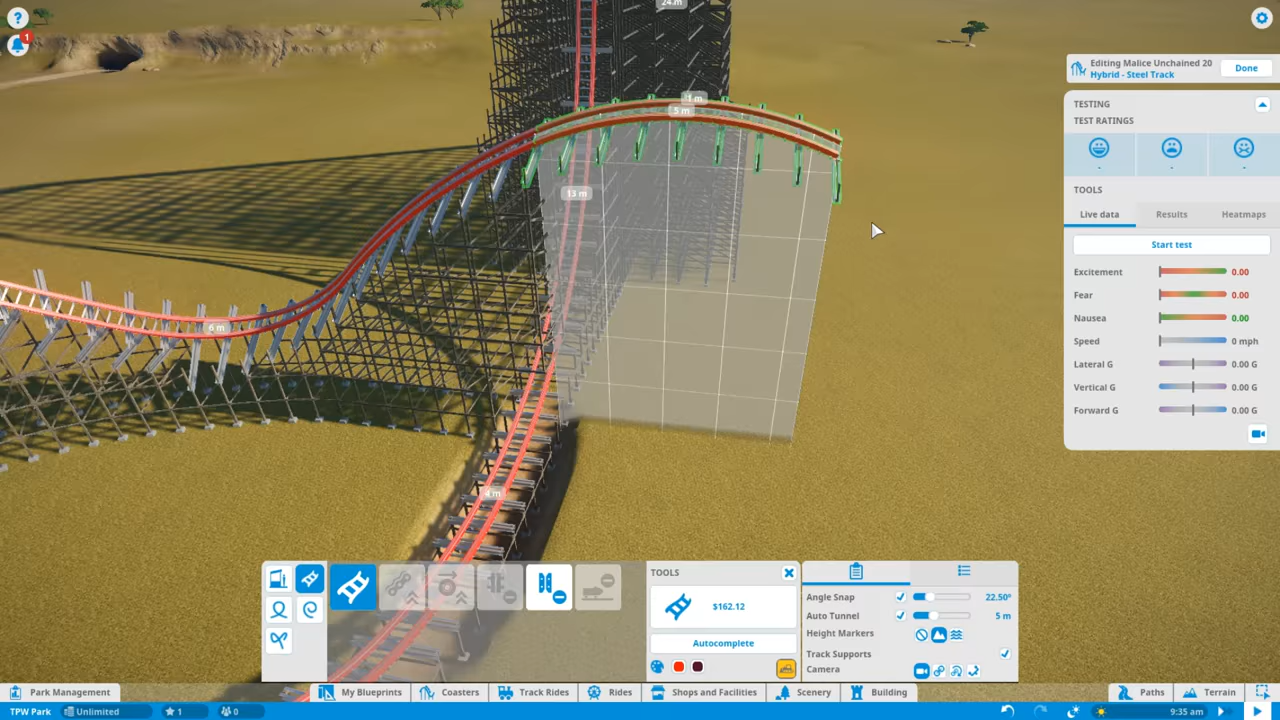 24 m
?
1
Editing Malice Unchained 20
Hybrid - Steel Track
Done
TESTING
TEST RATINGS
- - -
TOOLS
Live data Results Heatmaps
Start test
Excitement 0.00
Fear 0.00
Nausea 0.00
Speed 0 mph
Lateral G 0.00 G
Vertical G 0.00 G
Forward G 0.00 G
5 m
13 m
6 m
4 m
TOOLS
$162.12
Autocomplete
Angle Snap 22.50°
Auto Tunnel 5 m
Height Markers
Track Supports
Camera
Park Management
My Blueprints
Coasters
Track Rides
Rides
Shops and Facilities
Scenery
Building
Paths
Terrain
TPW Park
Unlimited
1
0
9:35 am